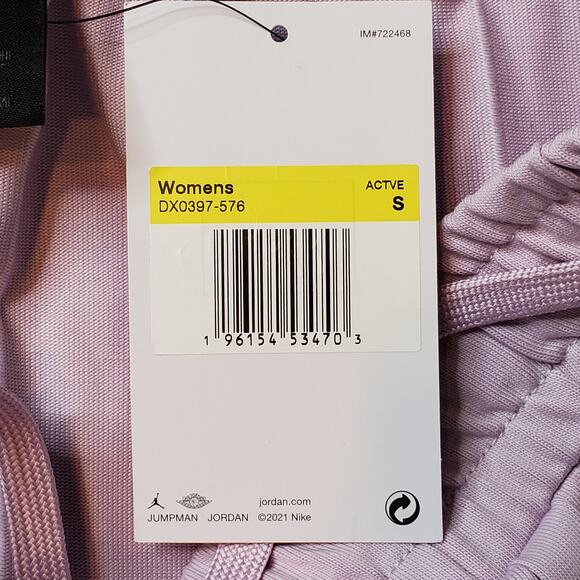 IM#722468
Womens ACTVE
DX0397-576 S
1 96154 53470 3
jordan.com
JUMPMAN JORDAN ©2021 Nike